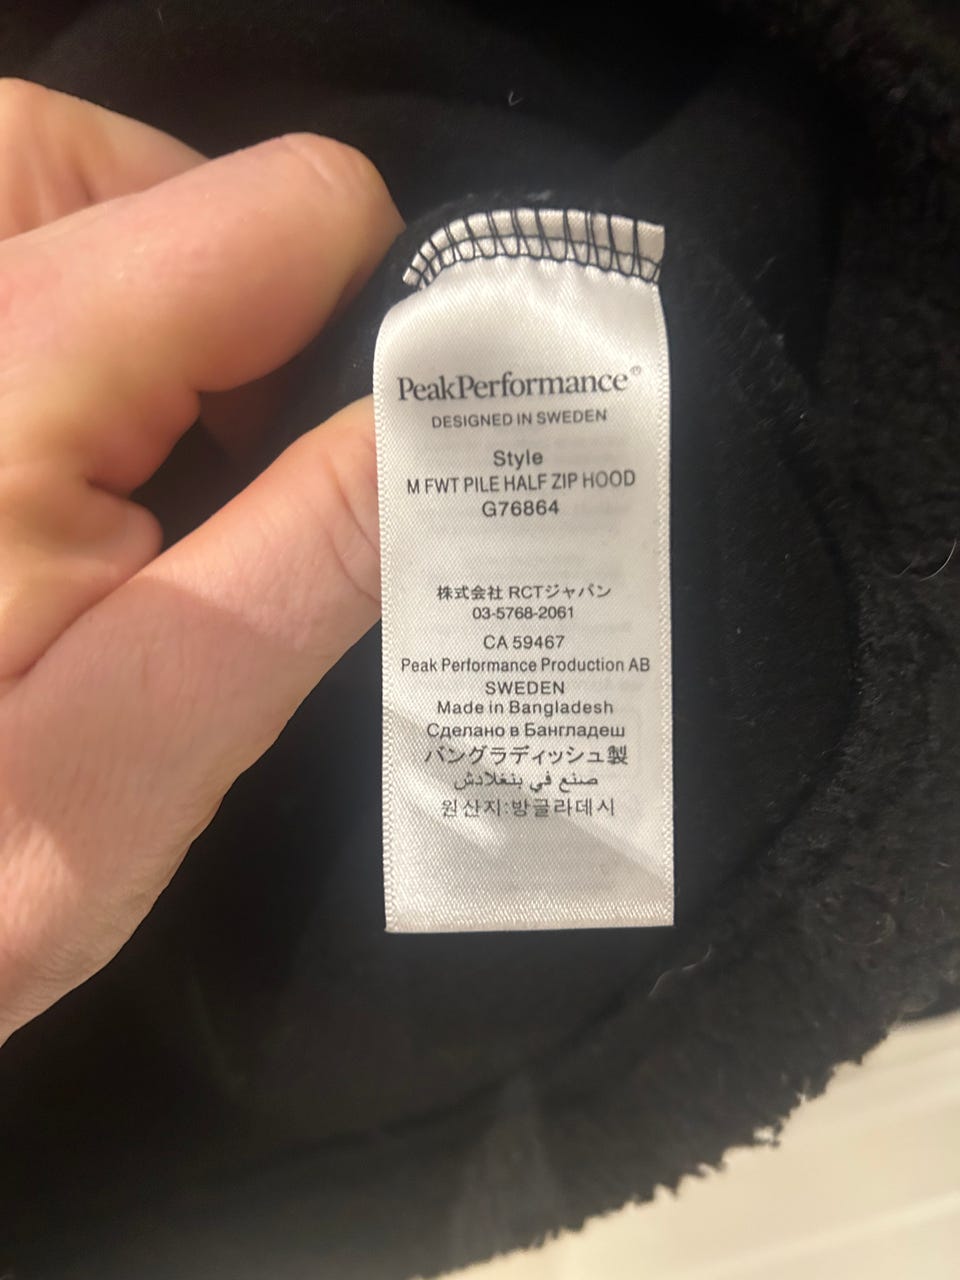 PeakPerformance®
DESIGNED IN SWEDEN
Style
M FWT PILE HALF ZIP HOOD
G76864
株式会社 RCTジャパン
03-5768-2061
CA 59467
Peak Performance Production AB
SWEDEN
Made in Bangladesh
Сделано в Бангладеш
バングラディッシュ製
صنع في بنغلادش
원산지:방글라데시